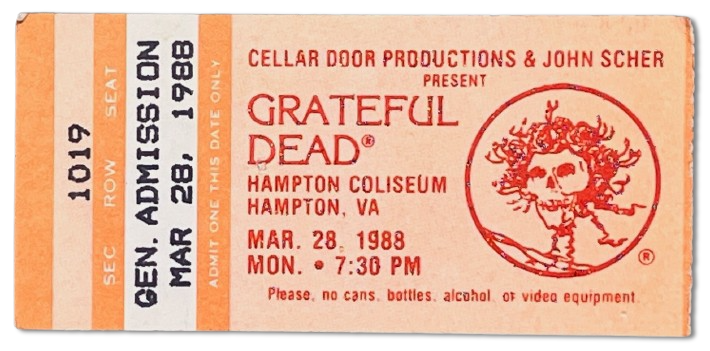 1019
SEC ROW SEAT
GEN. ADMISSION
MAR 28, 1988
ADMIT ONE THIS DATE ONLY
CELLAR DOOR PRODUCTIONS & JOHN SCHER
PRESENT
GRATEFUL
DEAD®
HAMPTON COLISEUM
HAMPTON, VA
MAR. 28, 1988
MON. • 7:30 PM
®
Please, no cans, bottles, alcohol or video equipment.